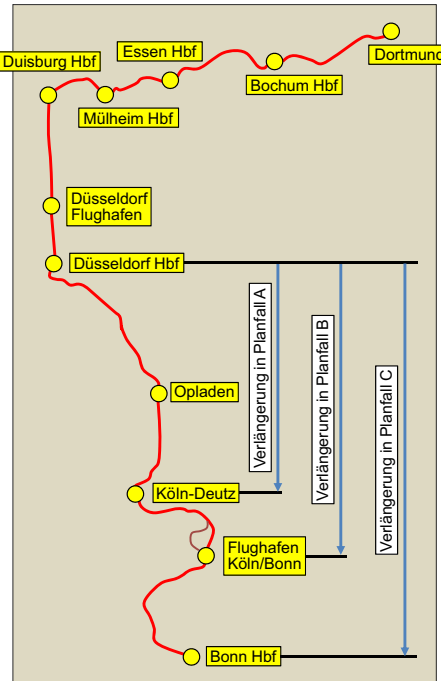 Essen Hbf
Dortmund
Duisburg Hbf
Bochum Hbf
Mülheim Hbf
Düsseldorf
Flughafen
Düsseldorf Hbf
Verlängerung in Planfall A
Verlängerung in Planfall B
Verlängerung in Planfall C
Opladen
Köln-Deutz
Flughafen
Köln/Bonn
Bonn Hbf